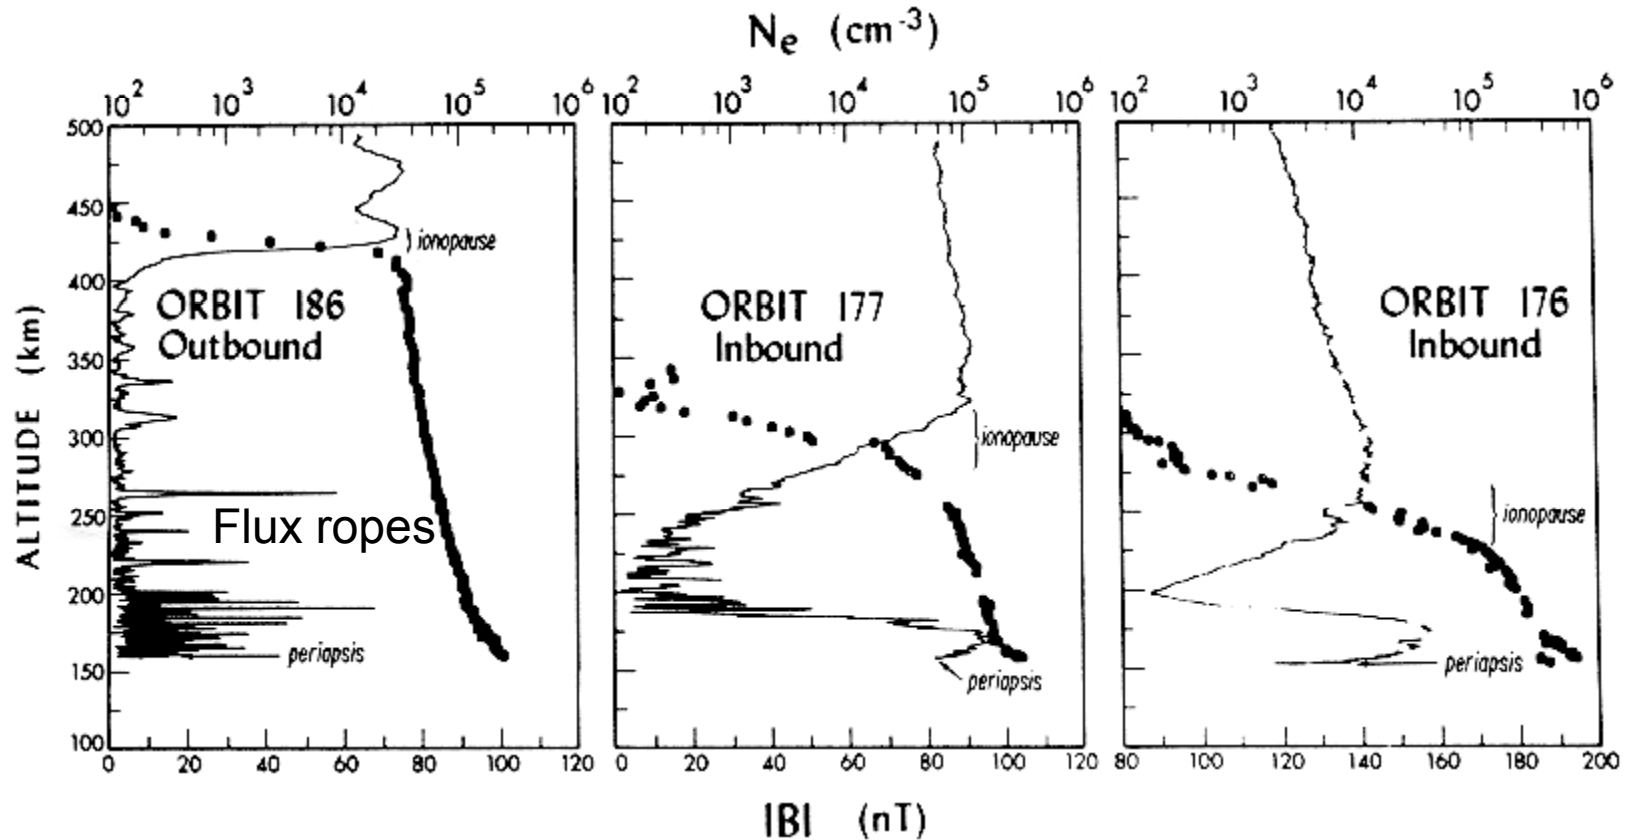 Ne (cm-3)
10^2 10^3 10^4 10^5 10^6 10^2 10^3 10^4 10^5 10^6 10^2 10^3 10^4 10^5 10^6
500
450
400
350
300
250
200
150
100
ALTITUDE (km)
ionopause
ORBIT 186
Outbound
Flux ropes
periapsis
0 20 40 60 80 100 120
ORBIT 177
Inbound
ionopause
periapsis
0 20 40 60 80 100 120
ORBIT 176
Inbound
ionopause
periapsis
80 100 120 140 160 180 200
|B| (nT)